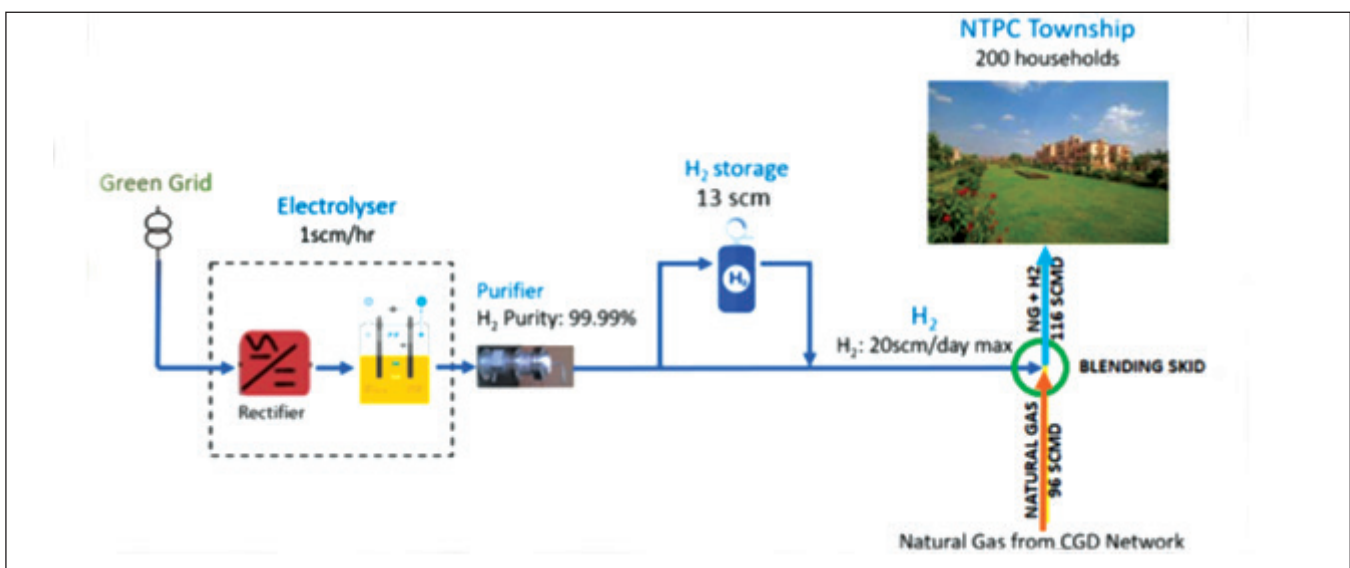 NTPC Township
200 households
Green Grid
Electrolyser
1scm/hr
Rectifier
Purifier
H₂ Purity: 99.99%
H₂ storage
13 scm
H₂
H₂
H₂: 20scm/day max
NG + H2
116 SCMD
BLENDING SKID
NATURAL GAS
96 SCMD
Natural Gas from CGD Network